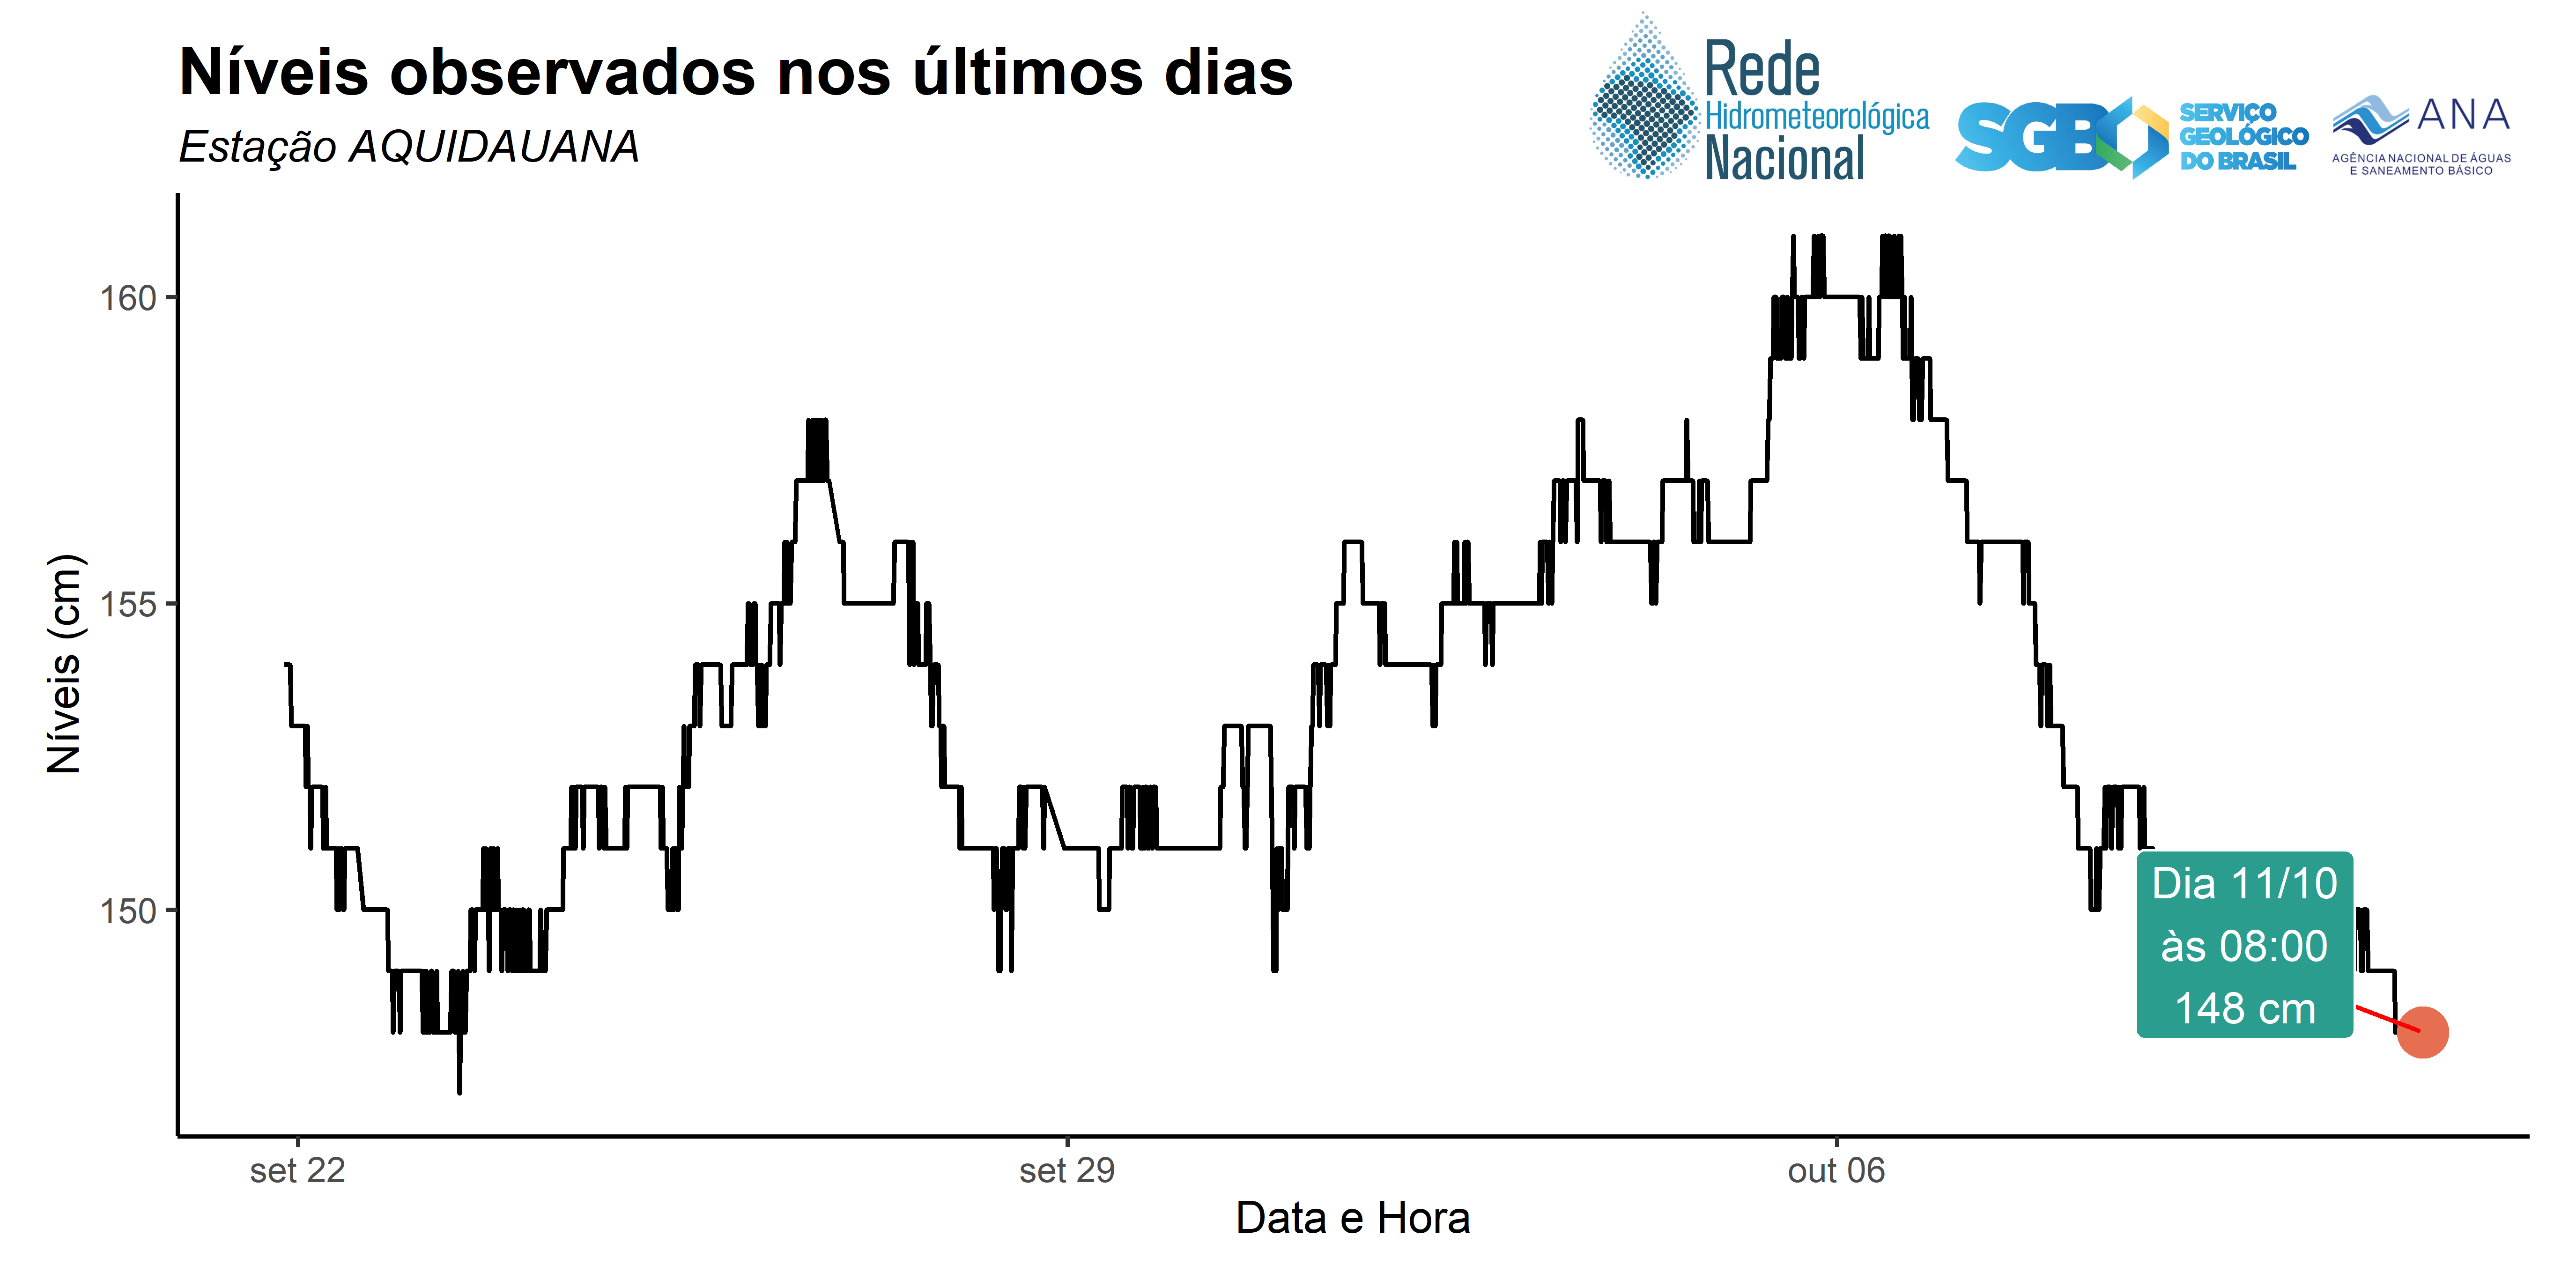 Níveis observados nos últimos dias
Estação AQUIDAUANA
Rede
Hidrometeorológica
Nacional
SGB
SERVIÇO
GEOLÓGICO
DO BRASIL
ANA
AGÊNCIA NACIONAL DE ÁGUAS
E SANEAMENTO BÁSICO
Níveis (cm)
160
155
150
Dia 11/10
às 08:00
148 cm
set 22
set 29
out 06
Data e Hora